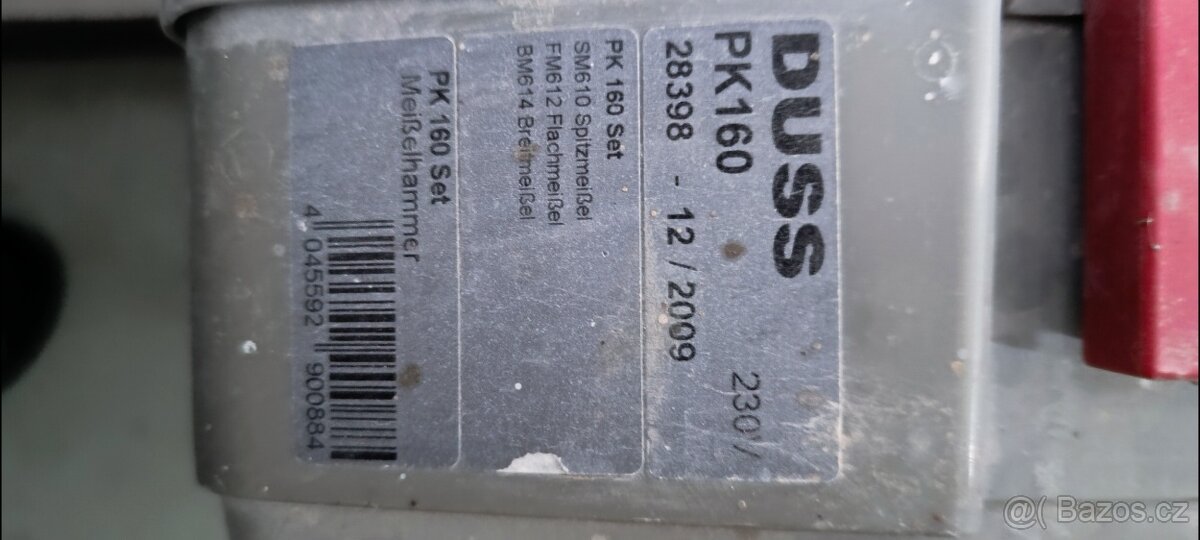 DUSS
PK160 230V
28398 - 12/2009
PK 160 Set
SM610 Spitzmeißel
FM612 Flachmeißel
BM614 Breitmeißel
PK 160 Set
Meißelhammer
4 045592 900884
@( Bazos.cz